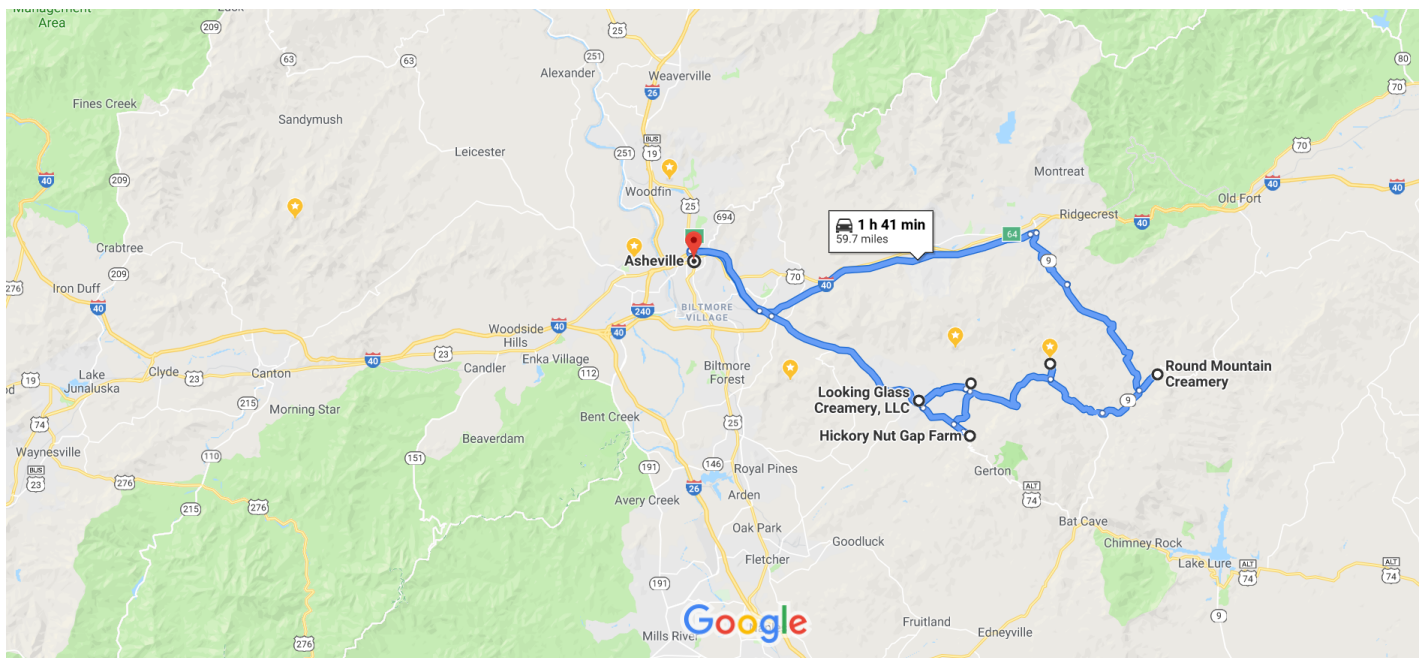 Management
Area
209
25
63
63
251
Alexander
Weaverville
80
26
70
Fines Creek
Sandymush
BUS
19
251
70
Leicester
Montreat
209
40
Woodfin
40
40
25
Ridgecrest
Old Fort
694
40
1 h 41 min
59.7 miles
64
Crabtree
Asheville
9
209
70
276
Iron Duff
40
40
BILTMORE
VILLAGE
240
Woodside
Hills
40
40
Enka Village
23
40
Candler
Biltmore
Forest
Lake
Junaluska
19
Clyde
23
Canton
112
Round Mountain
Creamery
Looking Glass
Creamery, LLC
9
215
Morning Star
Bent Creek
74
25
Hickory Nut Gap Farm
Beaverdam
Waynesville
110
151
191
146
Royal Pines
Gerton
BUS
23
276
26
Arden
ALT
74
Avery Creek
215
276
Oak Park
Bat Cave
Goodluck
Chimney Rock
Fletcher
Lake Lure
ALT
74
ALT
74
191
9
Google
Fruitland
Mills River
Edneyville
276